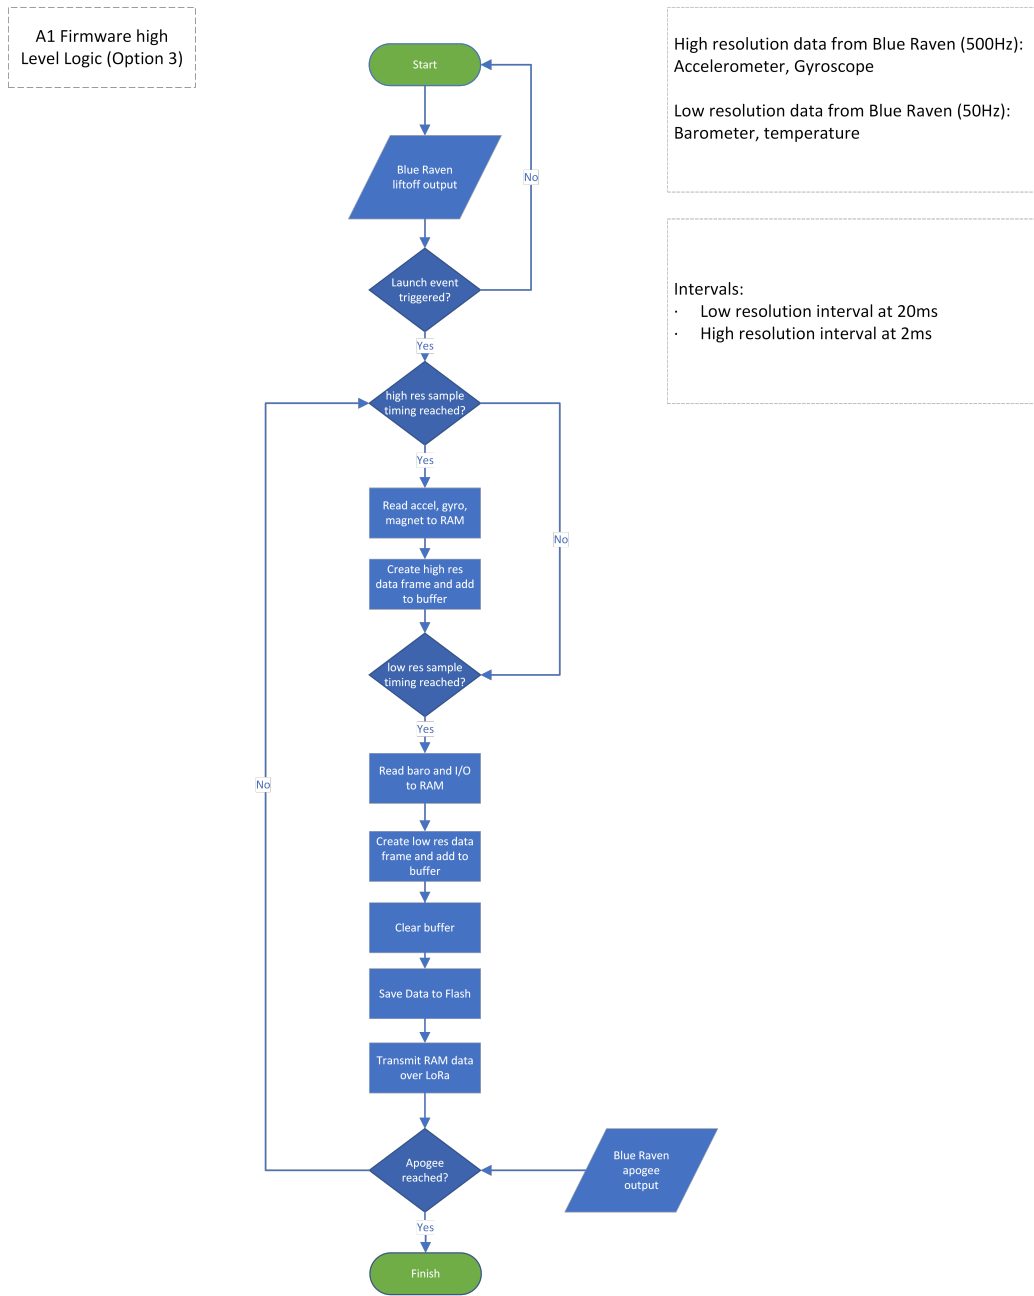 A1 Firmware high
Level Logic (Option 3)
High resolution data from Blue Raven (500Hz):
Accelerometer, Gyroscope
Low resolution data from Blue Raven (50Hz):
Barometer, temperature
Intervals:
· Low resolution interval at 20ms
· High resolution interval at 2ms
Start
Blue Raven
liftoff output
No
Launch event
triggered?
Yes
high res sample
timing reached?
Yes
Read accel, gyro,
magnet to RAM
No
Create high res
data frame and add
to buffer
low res sample
timing reached?
Yes
Read baro and I/O
to RAM
No
Create low res data
frame and add to
buffer
Clear buffer
Save Data to Flash
Transmit RAM data
over LoRa
Apogee
reached?
Blue Raven
apogee
output
Yes
Finish